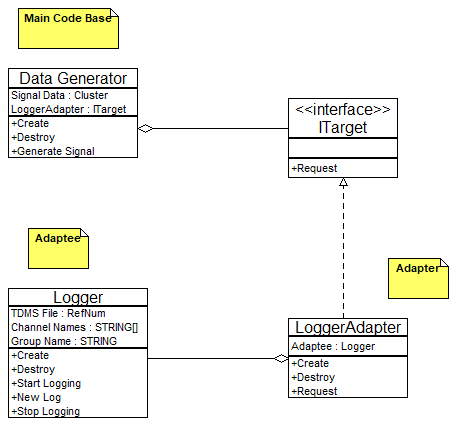 Main Code Base
Data Generator
Signal Data : Cluster
LoggerAdapter : ITarget
+Create
+Destroy
+Generate Signal
<<interface>>
ITarget
+Request
Adaptee
Adapter
Logger
TDMS File : RefNum
Channel Names : STRING[]
Group Name : STRING
+Create
+Destroy
+Start Logging
+New Log
+Stop Logging
LoggerAdapter
Adaptee : Logger
+Create
+Destroy
+Request